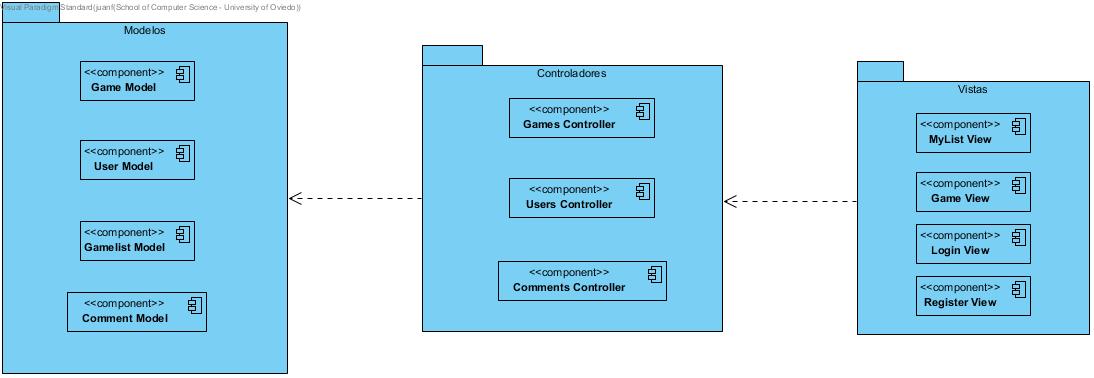 Visual Paradigm Standard(juanf(School of Computer Science - University of Oviedo))
Modelos
<<component>>
Game Model
<<component>>
User Model
<<component>>
Gamelist Model
<<component>>
Comment Model
Controladores
<<component>>
Games Controller
<<component>>
Users Controller
<<component>>
Comments Controller
Vistas
<<component>>
MyList View
<<component>>
Game View
<<component>>
Login View
<<component>>
Register View